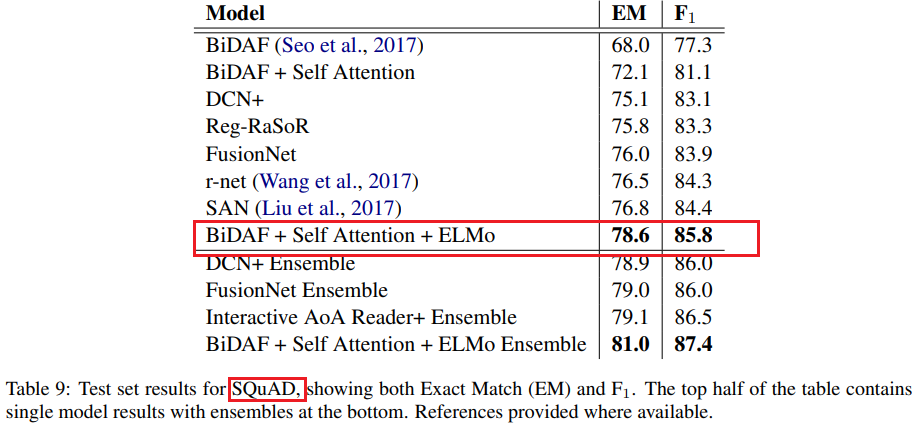 Model EM F1
BiDAF (Seo et al., 2017) 68.0 77.3
BiDAF + Self Attention 72.1 81.1
DCN+ 75.1 83.1
Reg-RaSoR 75.8 83.3
FusionNet 76.0 83.9
r-net (Wang et al., 2017) 76.5 84.3
SAN (Liu et al., 2017) 76.8 84.4
BiDAF + Self Attention + ELMo 78.6 85.8
DCN+ Ensemble 78.9 86.0
FusionNet Ensemble 79.0 86.0
Interactive AoA Reader+ Ensemble 79.1 86.5
BiDAF + Self Attention + ELMo Ensemble 81.0 87.4
Table 9: Test set results for SQuAD, showing both Exact Match (EM) and F1. The top half of the table contains
single model results with ensembles at the bottom. References provided where available.